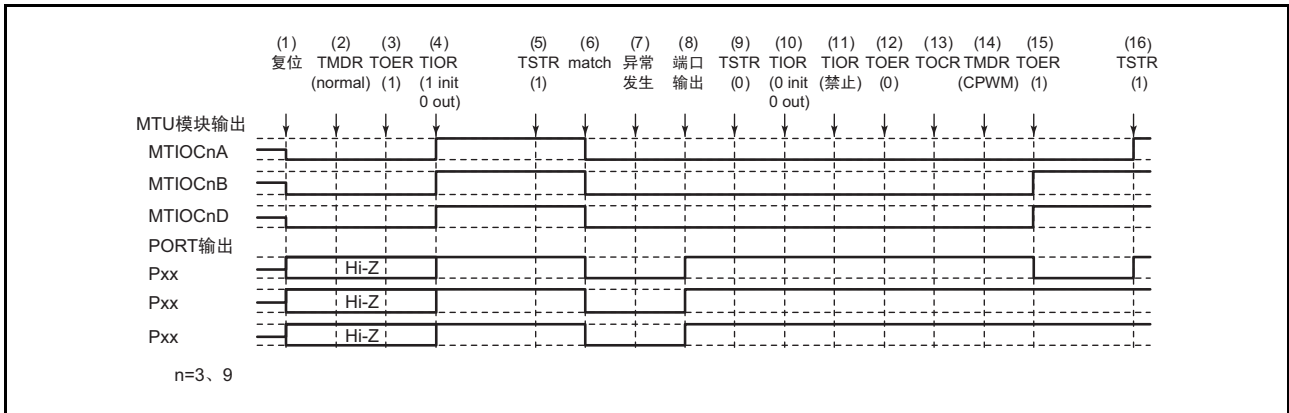 (1) (2) (3) (4) (5) (6) (7) (8) (9) (10) (11) (12) (13) (14) (15) (16)
复位 TMDR TOER TIOR TSTR match 异常 端口 TSTR TIOR TIOR TOER TOCR TMDR TOER TSTR
(normal) (1) (1 init (1) 发生 输出 (0) (0 init (禁止) (0) (CPWM) (1) (1)
0 out) 0 out)
MTU模块输出
MTIOCnA
MTIOCnB
MTIOCnD
PORT输出
Pxx Hi-Z
Pxx Hi-Z
Pxx Hi-Z
n=3、9